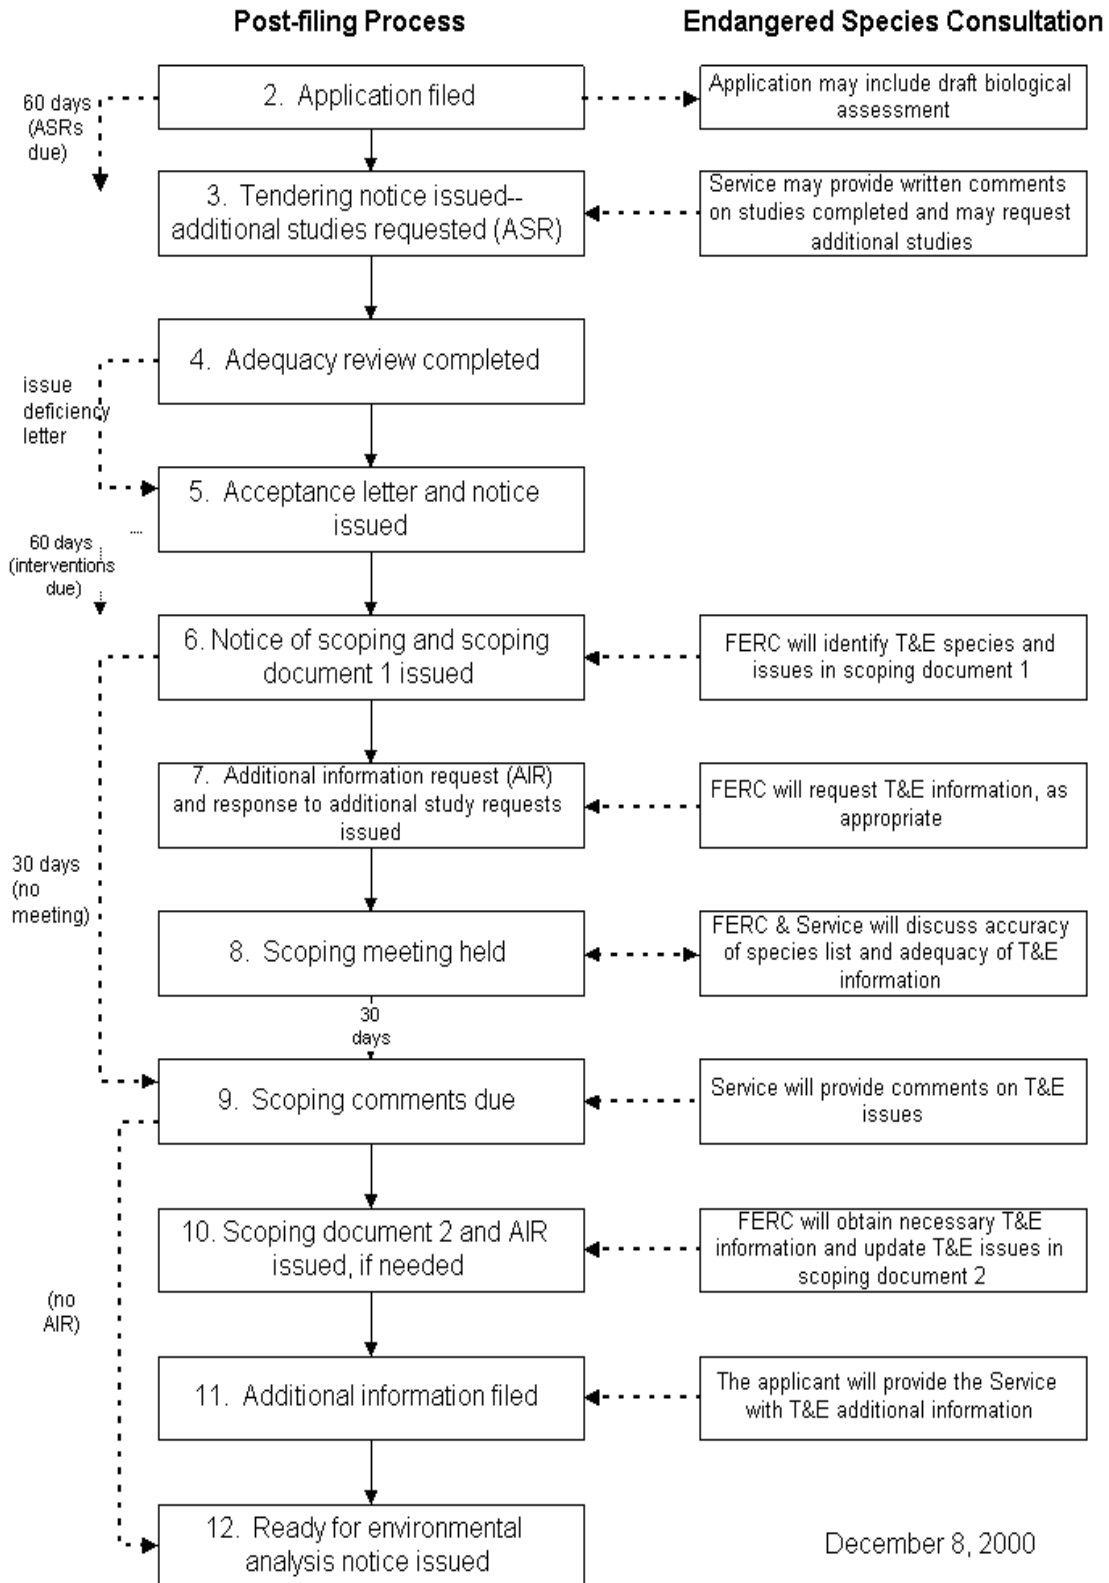 Post-filing Process
Endangered Species Consultation
60 days
(ASRs
due)
2. Application filed
Application may include draft biological
assessment
3. Tendering notice issued--
additional studies requested (ASR)
Service may provide written comments
on studies completed and may request
additional studies
4. Adequacy review completed
issue
deficiency
letter
5. Acceptance letter and notice
issued
60 days
(interventions
due)
6. Notice of scoping and scoping
document 1 issued
FERC will identify T&E species and
issues in scoping document 1
7. Additional information request (AIR)
and response to additional study requests
issued
FERC will request T&E information, as
appropriate
30 days
(no
meeting)
8. Scoping meeting held
FERC & Service will discuss accuracy
of species list and adequacy of T&E
information
30
days
9. Scoping comments due
Service will provide comments on T&E
issues
10. Scoping document 2 and AIR
issued, if needed
FERC will obtain necessary T&E
information and update T&E issues in
scoping document 2
(no
AIR)
11. Additional information filed
The applicant will provide the Service
with T&E additional information
12. Ready for environmental
analysis notice issued
December 8, 2000